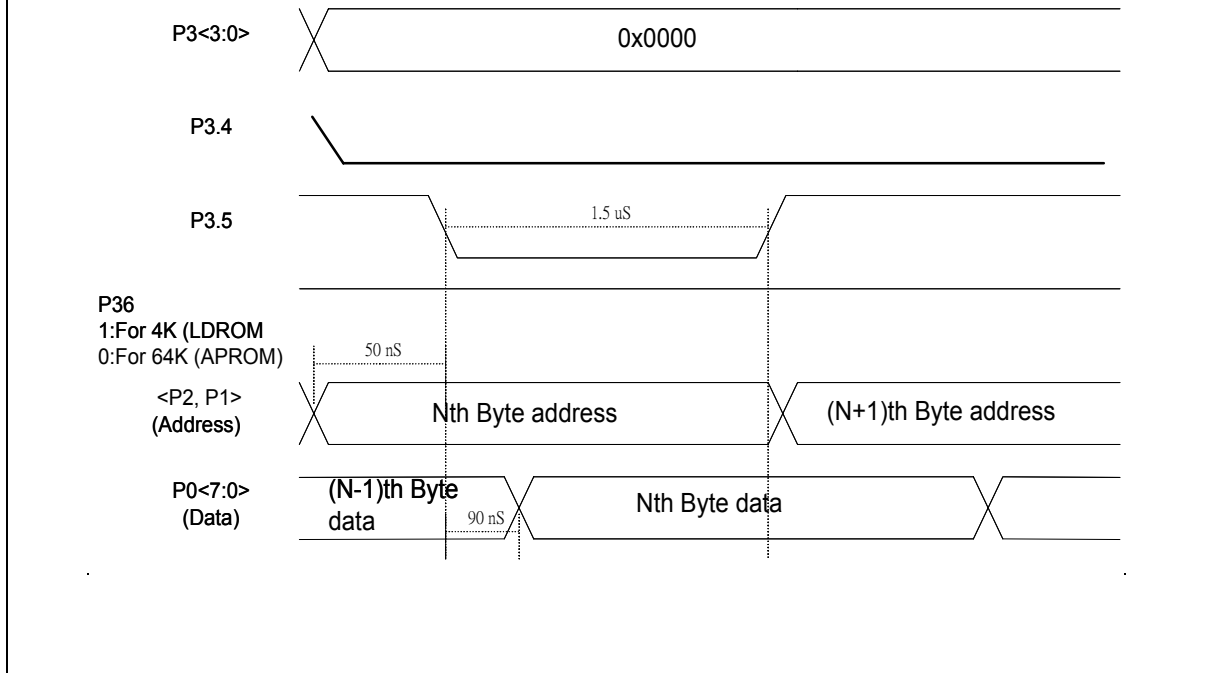 P3<3:0>
0x0000
P3.4
P3.5
1.5 uS
P36
1:For 4K (LDROM
0:For 64K (APROM)
50 nS
<P2, P1>
(Address)
Nth Byte address
(N+1)th Byte address
P0<7:0>
(Data)
(N-1)th Byte
data
90 nS
Nth Byte data